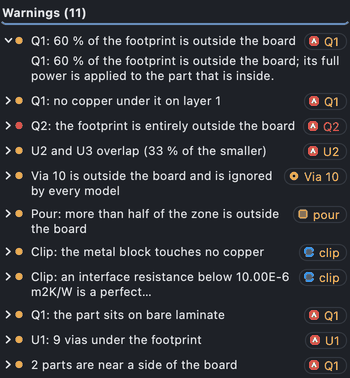 Warnings (11)
Q1: 60 % of the footprint is outside the board Q1
Q1: 60 % of the footprint is outside the board; its full
power is applied to the part that is inside.
Q1: no copper under it on layer 1 Q1
Q2: the footprint is entirely outside the board Q2
U2 and U3 overlap (33 % of the smaller) U2
Via 10 is outside the board and is ignored Via 10
by every model
Pour: more than half of the zone is outside pour
the board
Clip: the metal block touches no copper clip
Clip: an interface resistance below 10.00E-6 clip
m2K/W is a perfect...
Q1: the part sits on bare laminate Q1
U1: 9 vias under the footprint U1
2 parts are near a side of the board Q1